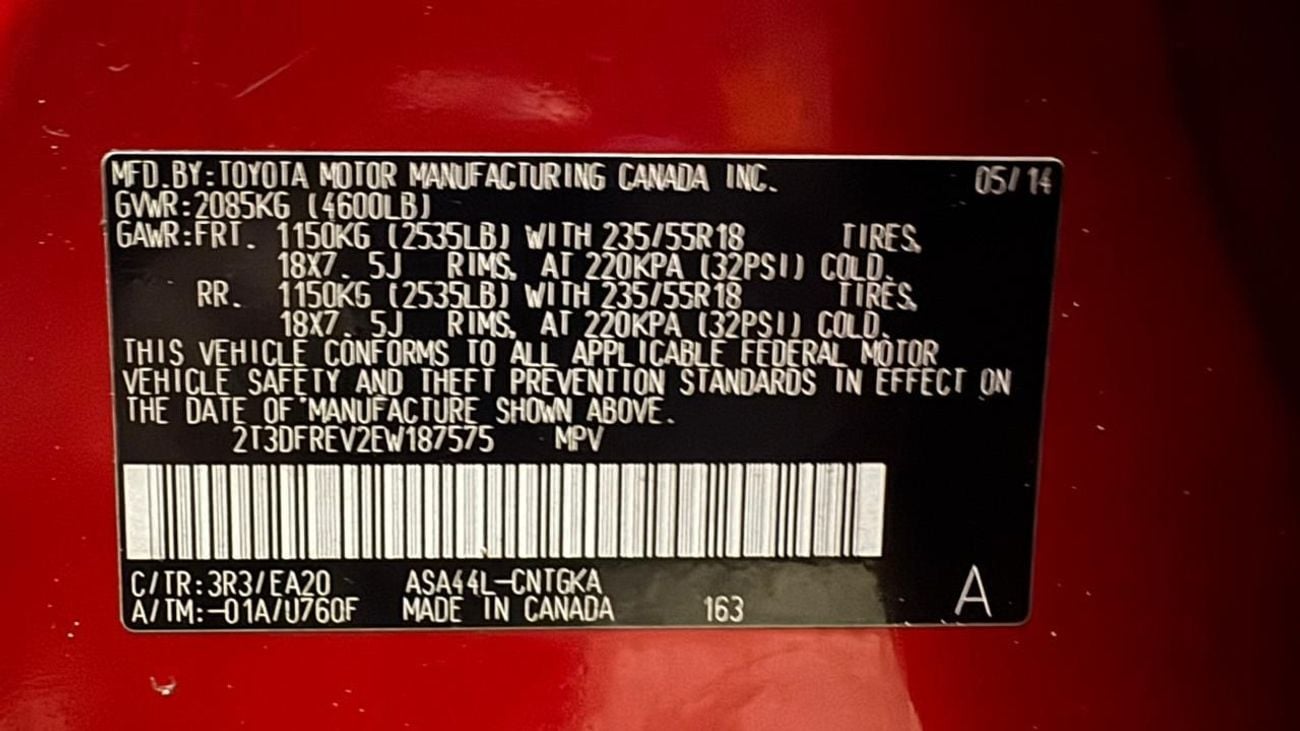 MFD.BY:TOYOTA MOTOR MANUFACTURING CANADA INC. 05/14
GVWR:2085KG (4600LB)
GAWR:FRT. 1150KG (2535LB) WITH 235/55R18 TIRES,
18X7.5J RIMS, AT 220KPA (32PSI) COLD.
RR. 1150KG (2535LB) WITH 235/55R18 TIRES,
18X7.5J RIMS, AT 220KPA (32PSI) COLD.
THIS VEHICLE CONFORMS TO ALL APPLICABLE FEDERAL MOTOR
VEHICLE SAFETY AND THEFT PREVENTION STANDARDS IN EFFECT ON
THE DATE OF MANUFACTURE SHOWN ABOVE.
2T3DFREV2EW187575 MPV
C/TR:3R3/EA20 ASA44L-CNTGKA
A/TM:-01A/U760F MADE IN CANADA 163 A